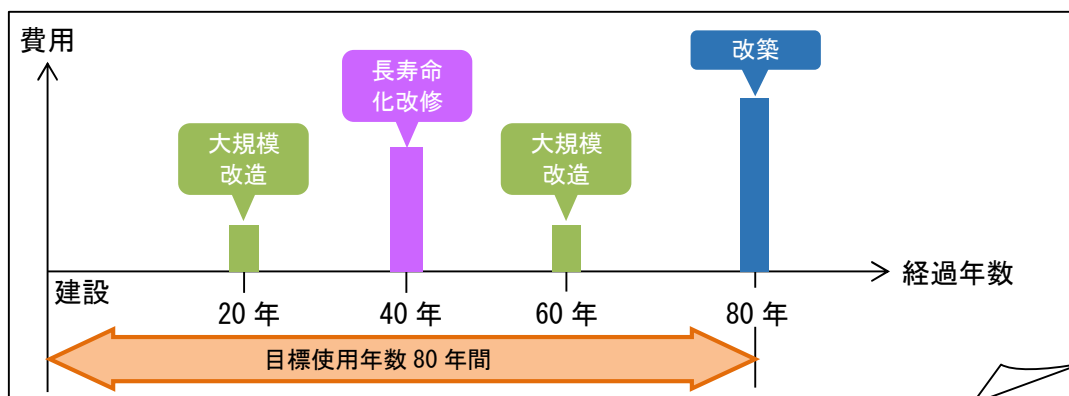 費用
改築
長寿命
化改修
大規模
改造
大規模
改造
経過年数
建設
20 年
40 年
60 年
80 年
目標使用年数 80 年間